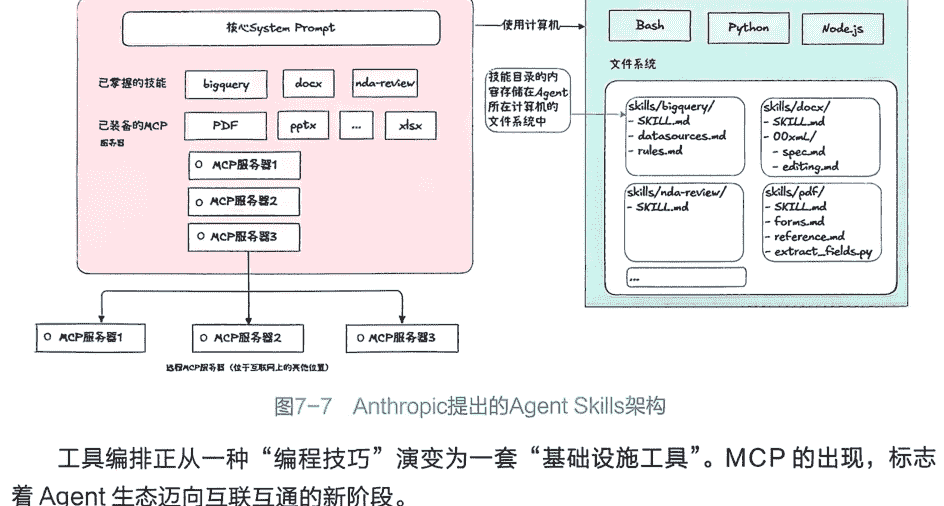 核心System Prompt
已掌握的技能
bigquery
docx
nda-review
已装备的MCP
服务器
PDF
pptx
...
xlsx
MCP服务器1
MCP服务器2
MCP服务器3
使用计算机
技能目录的内
容存储在Agent
所在计算机的
文件系统中
Bash
Python
Node.js
文件系统
skills/bigquery/
- SKILL.md
- datasources.md
- rules.md
skills/docx/
- SKILL.md
- OOxmL/
- spec.md
- editing.md
skills/nda-review/
- SKILL.md
skills/pdf/
- SKILL.md
- forms.md
- reference.md
- extract_fields.py
...
MCP服务器1
MCP服务器2
MCP服务器3
远程MCP服务器（位于互联网上的其他位置）
图7-7 Anthropic提出的Agent Skills架构
工具编排正从一种“编程技巧”演变为一套“基础设施工具”。MCP 的出现，标志
着 Agent 生态迈向互联互通的新阶段。